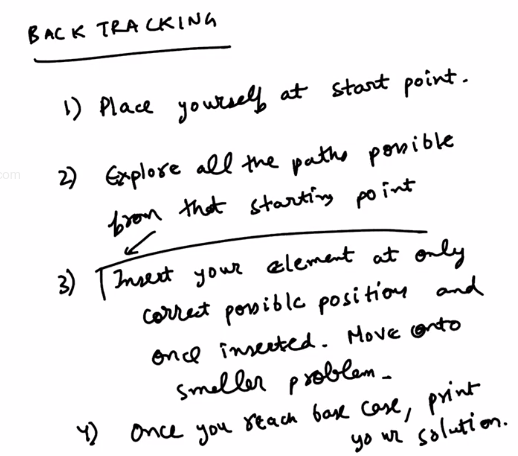 BACK TRACKING
1) Place yourself at start point.
2) Explore all the paths possible
from that starting point
3) Insert your element at only
correct possible position and
once inserted. Move onto
smaller problem.
4) Once you reach base case, print
your solution.
.com